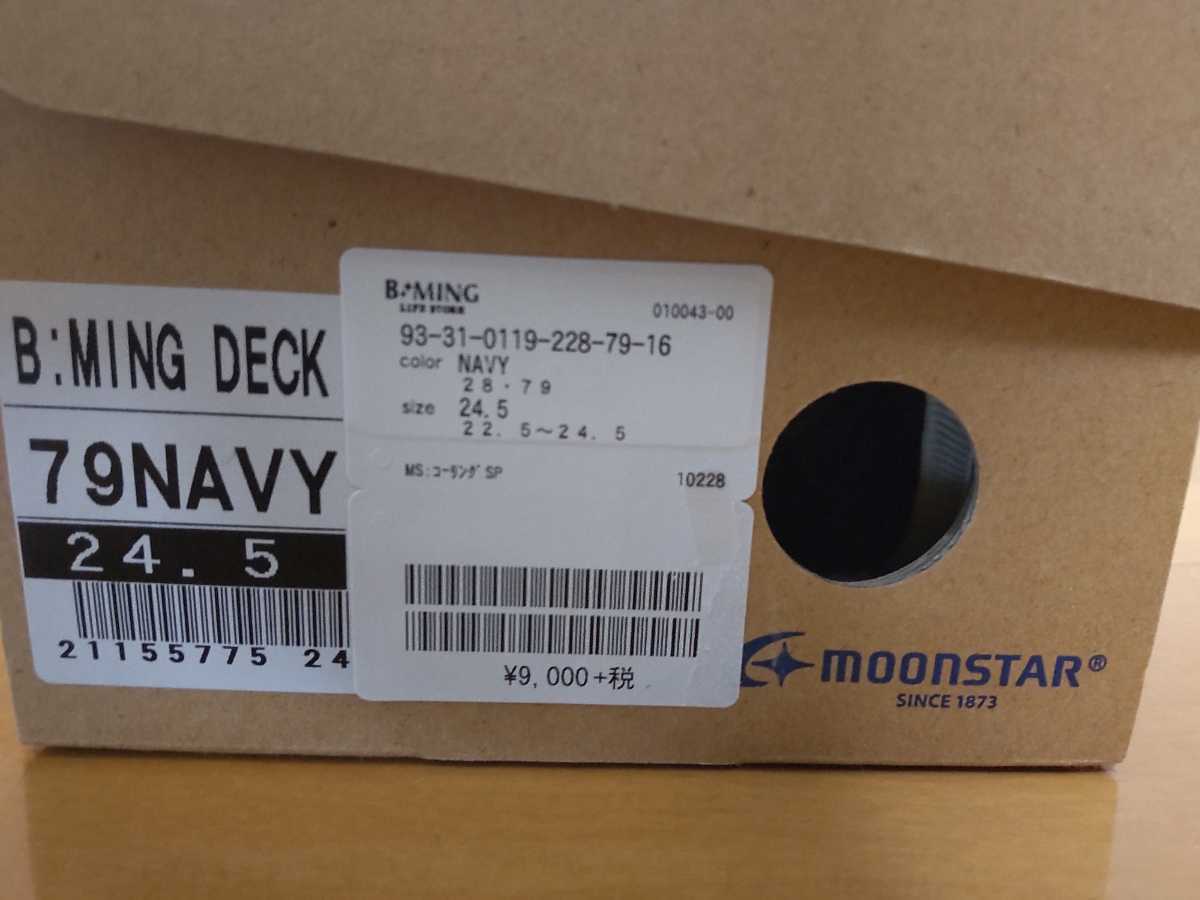 B:MING DECK
79NAVY
24.5
21155775 24
B:MING
LIFE STORE
010043-00
93-31-0119-228-79-16
color NAVY
28・79
size 24.5
22.5～24.5
MS:コーリングSP
10228
¥9,000+税
MOONSTAR®
SINCE 1873